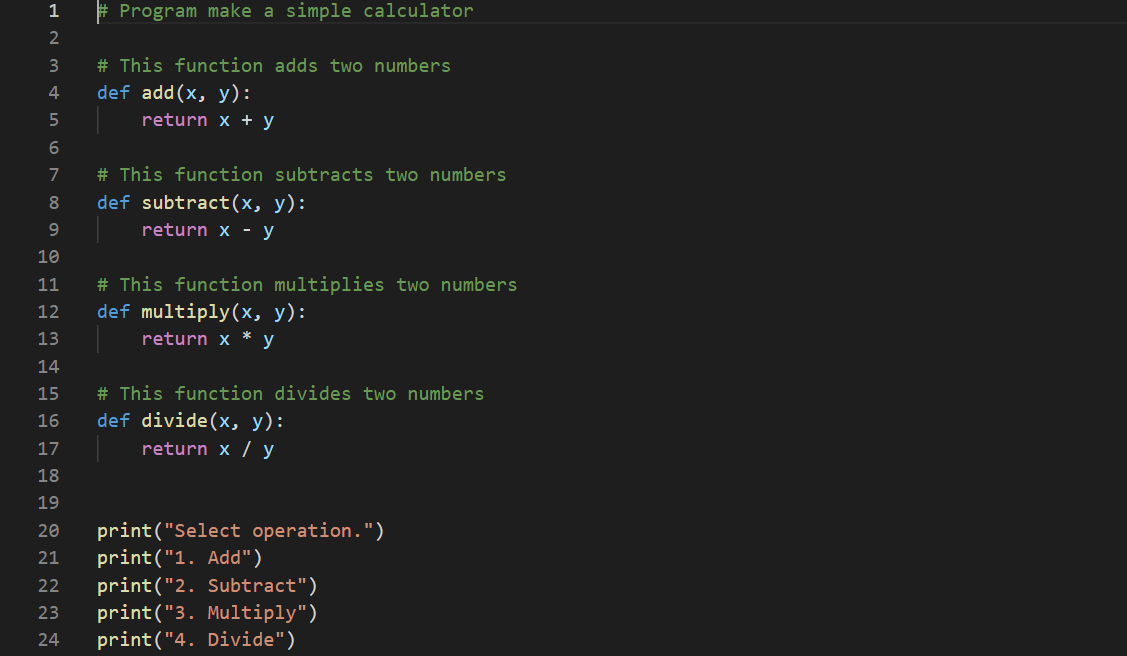 1 # Program make a simple calculator
2
3 # This function adds two numbers
4 def add(x, y):
5     return x + y
6
7 # This function subtracts two numbers
8 def subtract(x, y):
9     return x - y
10
11 # This function multiplies two numbers
12 def multiply(x, y):
13     return x * y
14
15 # This function divides two numbers
16 def divide(x, y):
17     return x / y
18
19
20 print("Select operation.")
21 print("1. Add")
22 print("2. Subtract")
23 print("3. Multiply")
24 print("4. Divide")